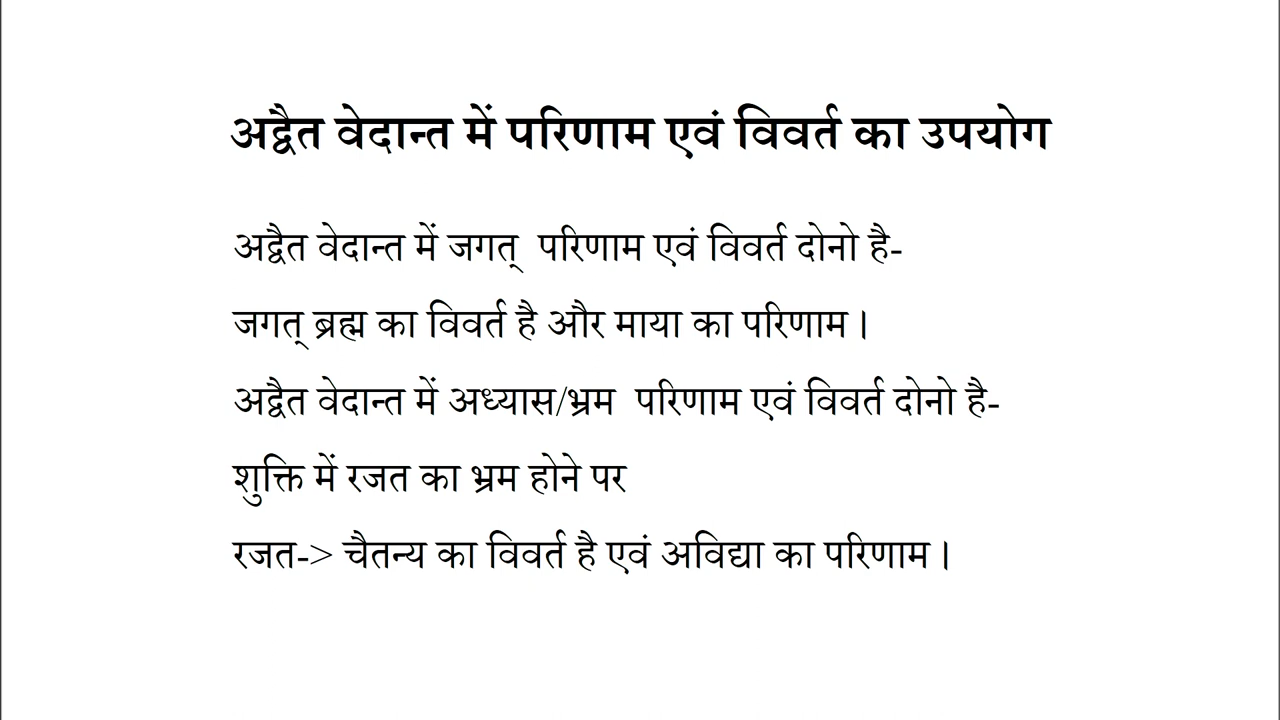 अद्वैत वेदान्त में परिणाम एवं विवर्त का उपयोग
अद्वैत वेदान्त में जगत् परिणाम एवं विवर्त दोनो है-
जगत् ब्रह्म का विवर्त है और माया का परिणाम।
अद्वैत वेदान्त में अध्यास/भ्रम परिणाम एवं विवर्त दोनो है-
शुक्ति में रजत का भ्रम होने पर
रजत-> चैतन्य का विवर्त है एवं अविद्या का परिणाम।